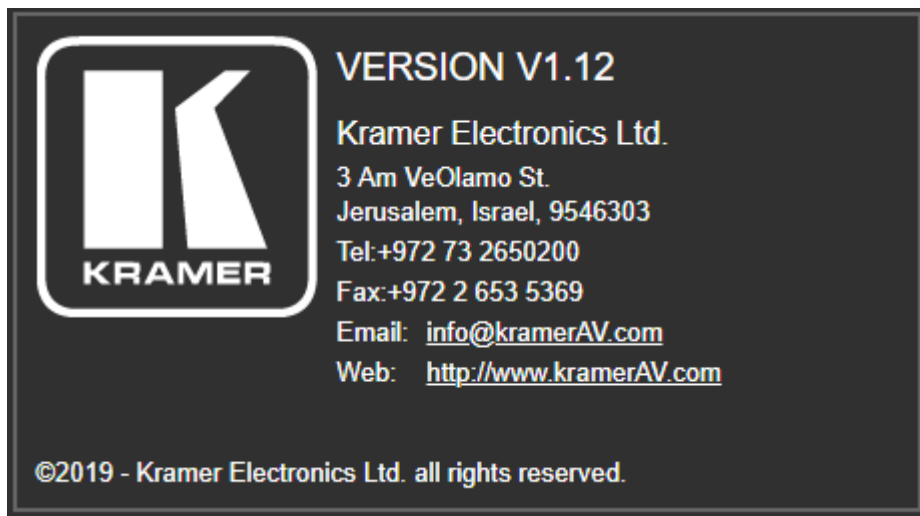 KRAMER
VERSION V1.12
Kramer Electronics Ltd.
3 Am VeOlamo St.
Jerusalem, Israel, 9546303
Tel:+972 73 2650200
Fax:+972 2 653 5369
Email: info@kramerAV.com
Web: http://www.kramerAV.com
©2019 - Kramer Electronics Ltd. all rights reserved.